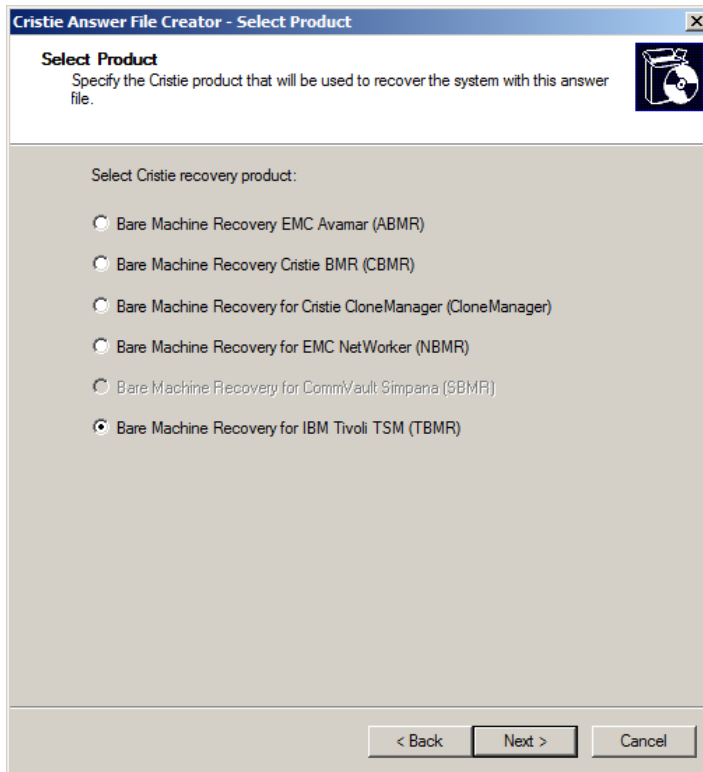 Cristie Answer File Creator - Select Product
Select Product
Specify the Cristie product that will be used to recover the system with this answer
file.
Select Cristie recovery product:
Bare Machine Recovery EMC Avamar (ABMR)
Bare Machine Recovery Cristie BMR (CBMR)
Bare Machine Recovery for Cristie CloneManager (CloneManager)
Bare Machine Recovery for EMC NetWorker (NBMR)
Bare Machine Recovery for CommVault Simpana (SBMR)
Bare Machine Recovery for IBM Tivoli TSM (TBMR)
< Back
Next >
Cancel